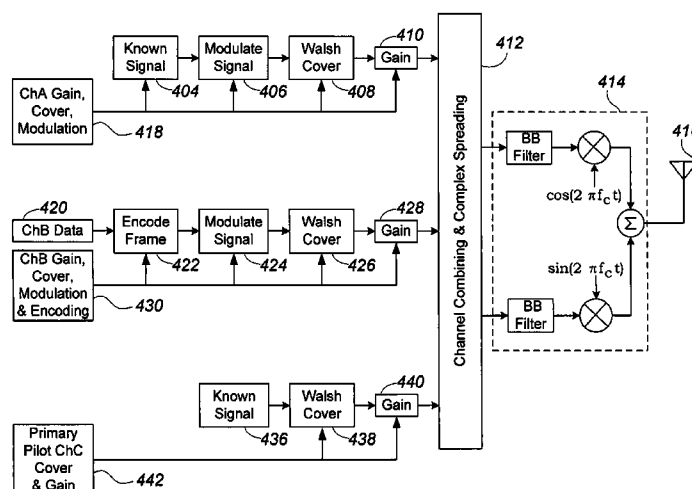 Known
Signal
404
Modulate
Signal
406
Walsh
Cover
408
410
Gain
412
ChA Gain,
Cover,
Modulation
418
414
BB
Filter
cos(2 πfct)
Σ
sin(2 πfct)
BB
Filter
Channel Combining & Complex Spreading
420
ChB Data
Encode
Frame
422
Modulate
Signal
424
Walsh
Cover
426
428
Gain
ChB Gain,
Cover,
Modulation
& Encoding
430
Known
Signal
436
Walsh
Cover
438
440
Gain
Primary
Pilot ChC
Cover
& Gain
442